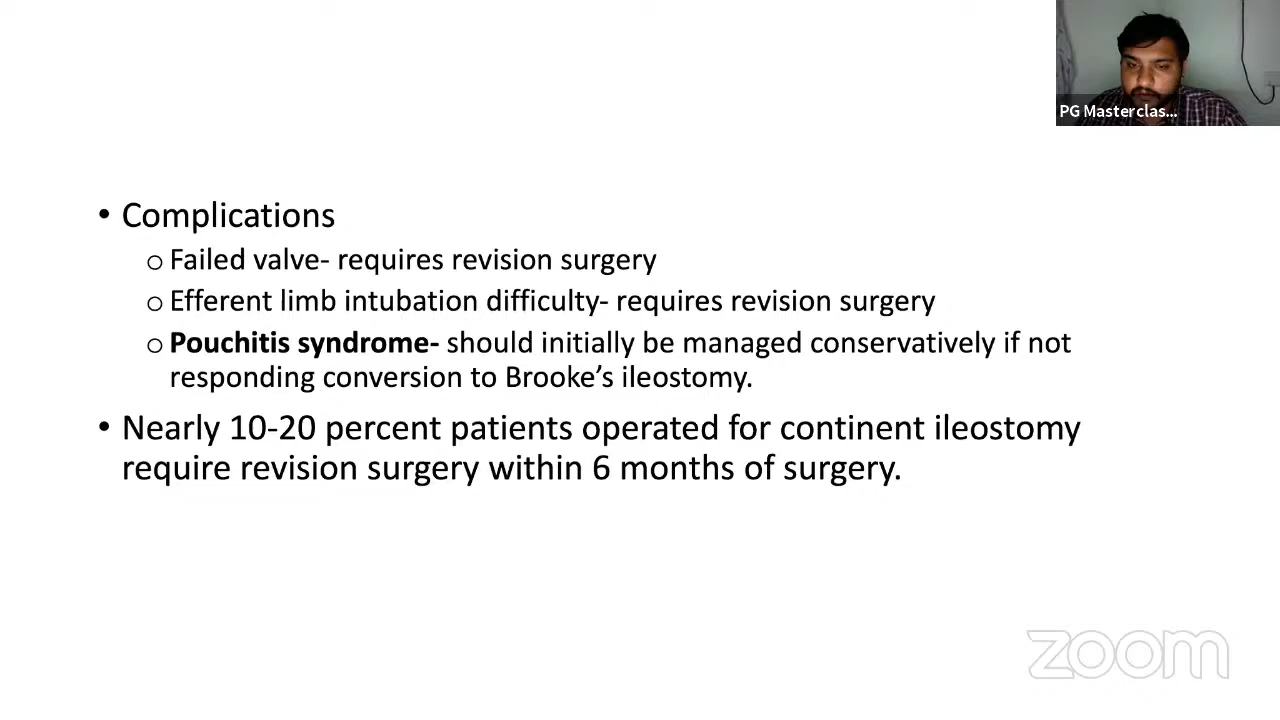 PG Masterclas...
• Complications
o Failed valve- requires revision surgery
o Efferent limb intubation difficulty- requires revision surgery
o Pouchitis syndrome- should initially be managed conservatively if not
responding conversion to Brooke’s ileostomy.
• Nearly 10-20 percent patients operated for continent ileostomy
require revision surgery within 6 months of surgery.
zoom